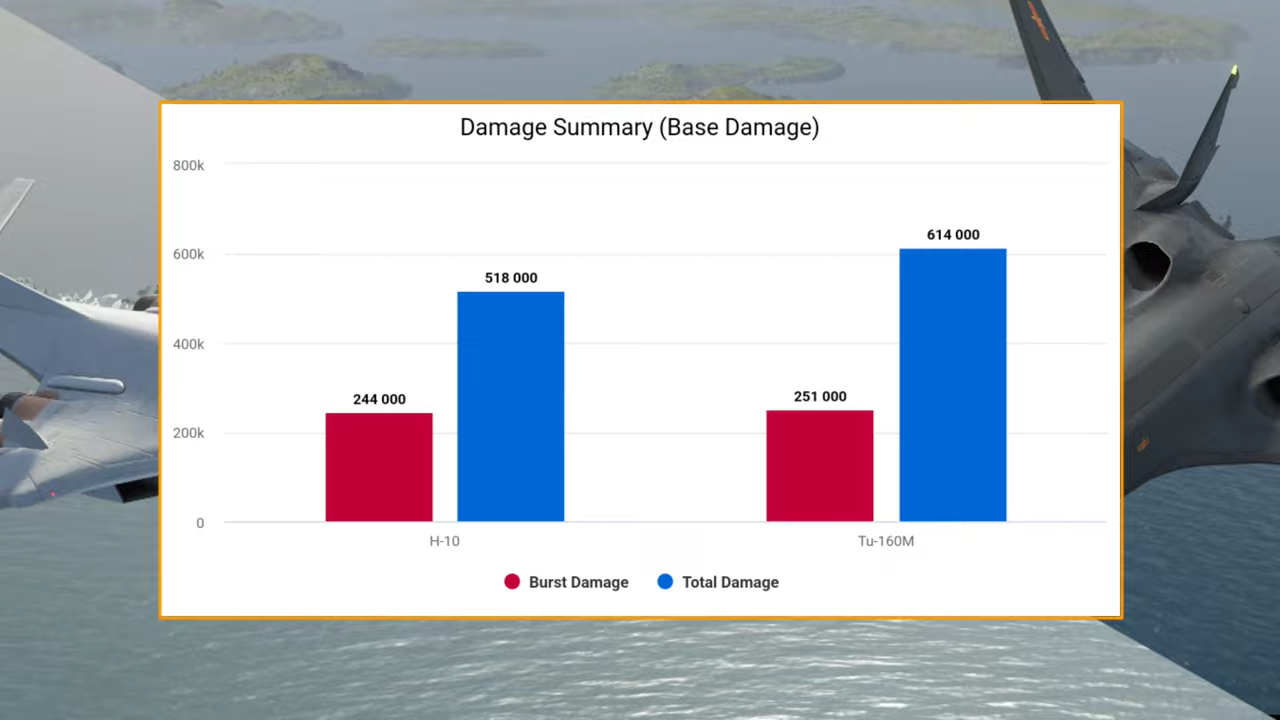 Damage Summary (Base Damage)
800k
600k
400k
200k
0
244 000
518 000
251 000
614 000
H-10
Tu-160M
Burst Damage
Total Damage